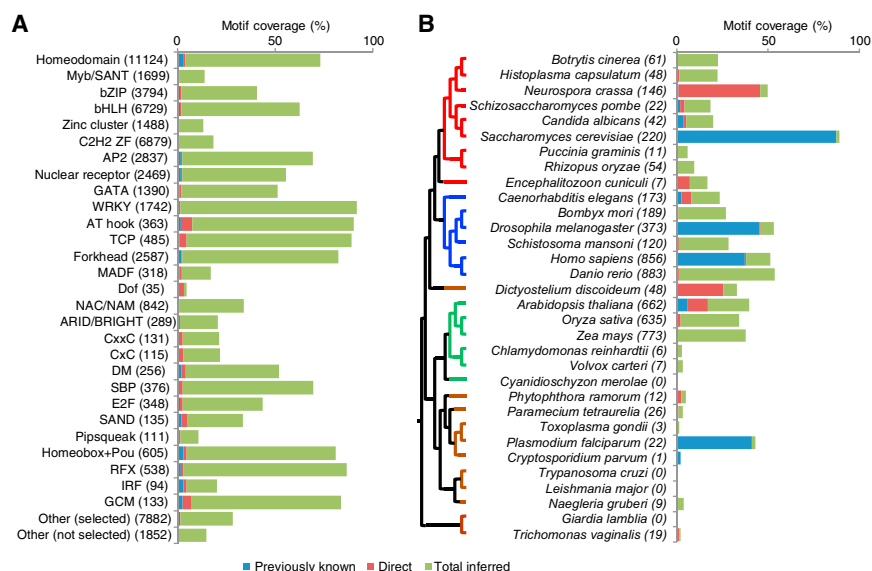 A
Motif coverage (%)
0 50 100
Homeodomain (11124)
Myb/SANT (1699)
bZIP (3794)
bHLH (6729)
Zinc cluster (1488)
C2H2 ZF (6879)
AP2 (2837)
Nuclear receptor (2469)
GATA (1390)
WRKY (1742)
AT hook (363)
TCP (485)
Forkhead (2587)
MADF (318)
Dof (35)
NAC/NAM (842)
ARID/BRIGHT (289)
CxxC (131)
CxC (115)
DM (256)
SBP (376)
E2F (348)
SAND (135)
Pipsqueak (111)
Homeobox+Pou (605)
RFX (538)
IRF (94)
GCM (133)
Other (selected) (7882)
Other (not selected) (1852)
B
Motif coverage (%)
0 50 100
Botrytis cinerea (61)
Histoplasma capsulatum (48)
Neurospora crassa (146)
Schizosaccharomyces pombe (22)
Candida albicans (42)
Saccharomyces cerevisiae (220)
Puccinia graminis (11)
Rhizopus oryzae (54)
Encephalitozoon cuniculi (7)
Caenorhabditis elegans (173)
Bombyx mori (189)
Drosophila melanogaster (373)
Schistosoma mansoni (120)
Homo sapiens (856)
Danio rerio (883)
Dictyostelium discoideum (48)
Arabidopsis thaliana (662)
Oryza sativa (635)
Zea mays (773)
Chlamydomonas reinhardtii (6)
Volvox carteri (7)
Cyanidioschyzon merolae (0)
Phytophthora ramorum (12)
Paramecium tetraurelia (26)
Toxoplasma gondii (3)
Plasmodium falciparum (22)
Cryptosporidium parvum (1)
Trypanosoma cruzi (0)
Leishmania major (0)
Naegleria gruberi (9)
Giardia lamblia (0)
Trichomonas vaginalis (19)
Previously known Direct Total inferred